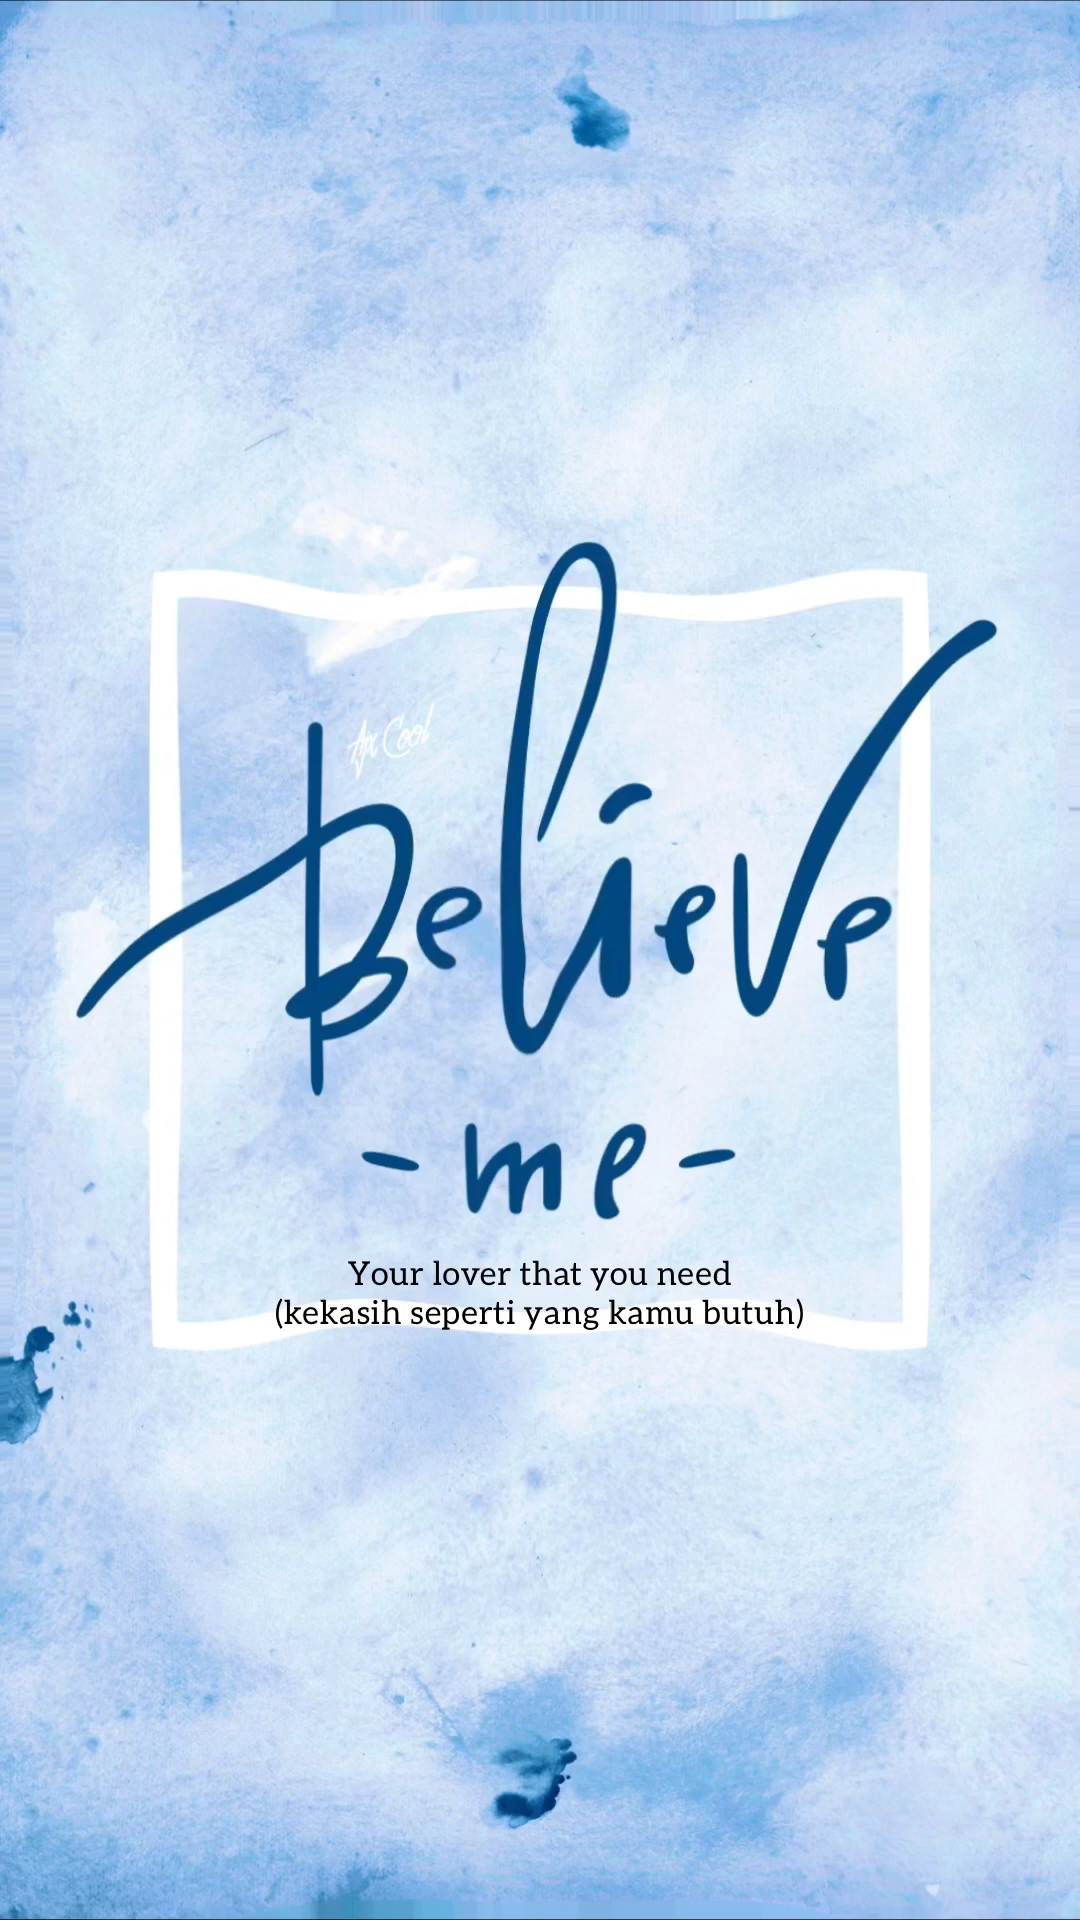 Believe
- me -
Your lover that you need
(kekasih seperti yang kamu butuh)